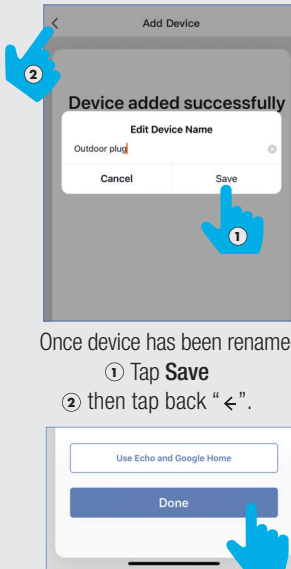 Add Device
2
Device added successfully
Edit Device Name
Outdoor plug
Cancel Save
1
Once device has been rename
① Tap Save
② then tap back “ ← ”.
Use Echo and Google Home
Done